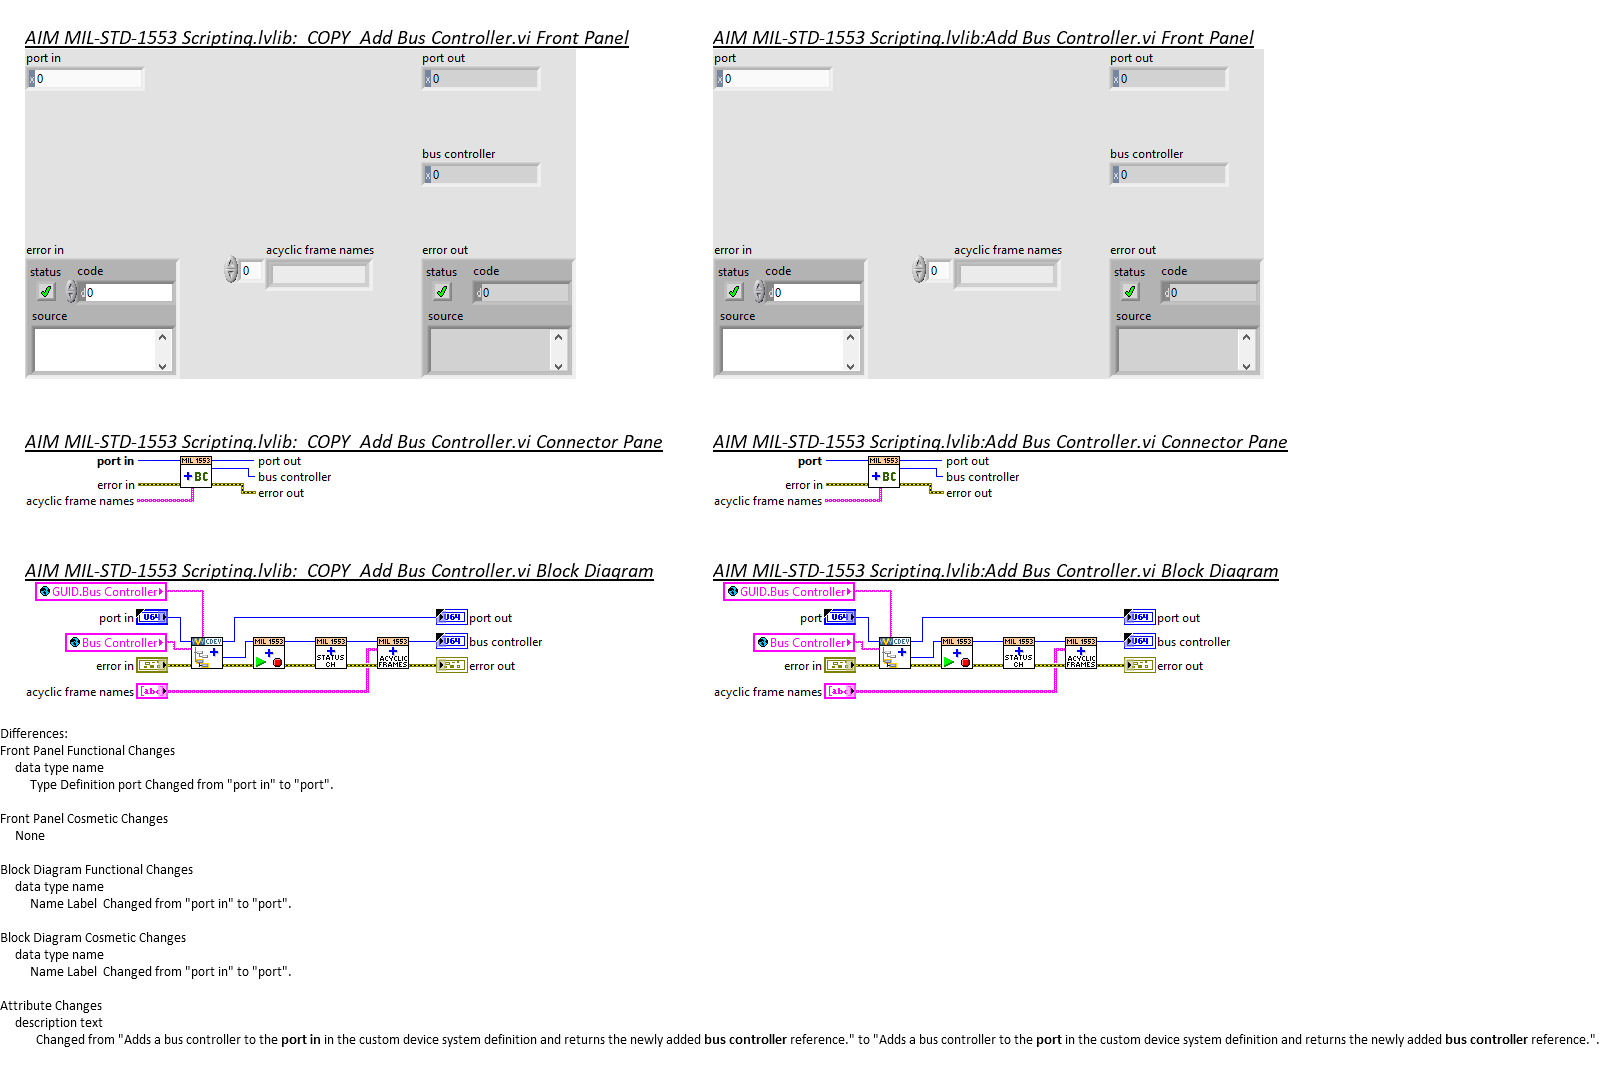 AIM MIL-STD-1553 Scripting.lvlib:  COPY  Add Bus Controller.vi Front Panel
port in
x 0
port out
x 0
bus controller
x 0
error in
status code
d 0
source
0
acyclic frame names
error out
status code
d 0
source
AIM MIL-STD-1553 Scripting.lvlib:Add Bus Controller.vi Front Panel
port
x 0
port out
x 0
bus controller
x 0
error in
status code
d 0
source
0
acyclic frame names
error out
status code
d 0
source
AIM MIL-STD-1553 Scripting.lvlib:  COPY  Add Bus Controller.vi Connector Pane
port in
error in
acyclic frame names
MIL 1553
+BC
port out
bus controller
error out
AIM MIL-STD-1553 Scripting.lvlib:Add Bus Controller.vi Connector Pane
port
error in
acyclic frame names
MIL 1553
+BC
port out
bus controller
error out
AIM MIL-STD-1553 Scripting.lvlib:  COPY  Add Bus Controller.vi Block Diagram
GUID.Bus Controller
port in U64
Bus Controller
error in
acyclic frame names [abc]
CDEV
MIL 1553
MIL 1553
STATUS
CH
MIL 1553
ACYCLIC
FRAMES
U64 port out
U64 bus controller
error out
AIM MIL-STD-1553 Scripting.lvlib:Add Bus Controller.vi Block Diagram
GUID.Bus Controller
port U64
Bus Controller
error in
acyclic frame names [abc]
CDEV
MIL 1553
MIL 1553
STATUS
CH
MIL 1553
ACYCLIC
FRAMES
U64 port out
U64 bus controller
error out
Differences:
Front Panel Functional Changes
data type name
Type Definition port Changed from "port in" to "port".
Front Panel Cosmetic Changes
None
Block Diagram Functional Changes
data type name
Name Label  Changed from "port in" to "port".
Block Diagram Cosmetic Changes
data type name
Name Label  Changed from "port in" to "port".
Attribute Changes
description text
Changed from "Adds a bus controller to the port in in the custom device system definition and returns the newly added bus controller reference." to "Adds a bus controller to the port in the custom device system definition and returns the newly added bus controller reference.".